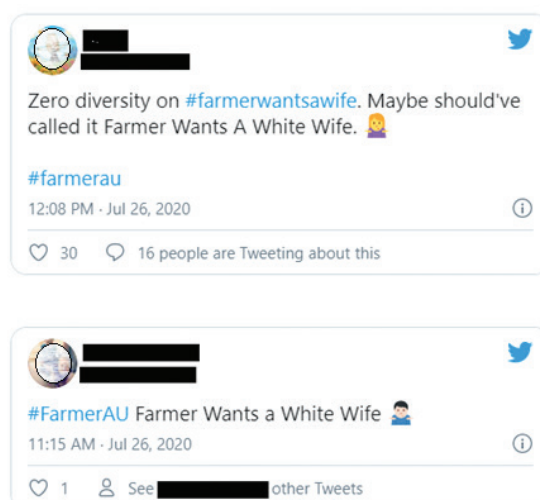 Zero diversity on #farmerwantsawife. Maybe should've
called it Farmer Wants A White Wife. 🤷‍♀️
#farmerau
12:08 PM · Jul 26, 2020
30 16 people are Tweeting about this
#FarmerAU Farmer Wants a White Wife 🤷🏻‍♂️
11:15 AM · Jul 26, 2020
1 See other Tweets